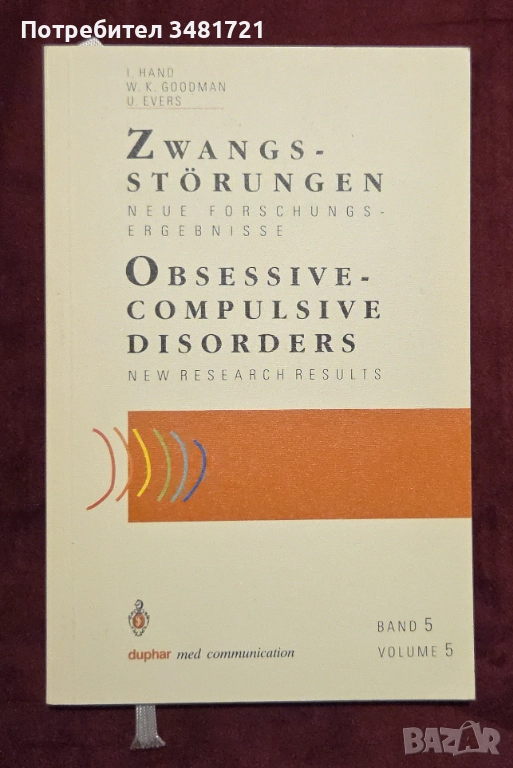 Потребител 3481721
I. HAND
W. K. GOODMAN
U. EVERS
ZWANGS-
STÖRUNGEN
NEUE FORSCHUNGS-
ERGEBNISSE
OBSESSIVE-
COMPULSIVE
DISORDERS
NEW RESEARCH RESULTS
duphar med communication
BAND 5
VOLUME 5
BAZAR